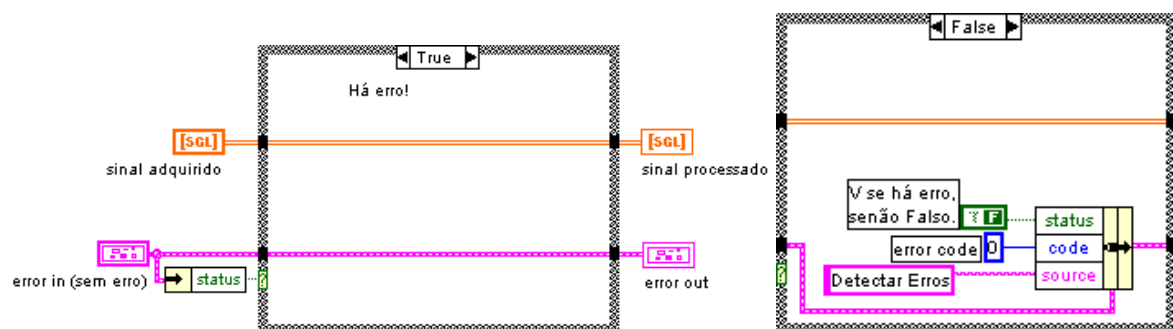 True
Há erro!
[SGL]
sinal adquirido
[SGL]
sinal processado
error in (sem erro)
status
?
error out
False
V se há erro,
senão Falso.
F
status
error code
0
code
Detectar Erros
source
?